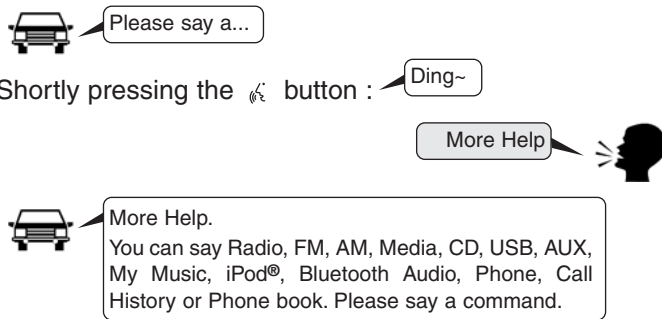 Please say a...
Shortly pressing the button :
Ding~
More Help
More Help.
You can say Radio, FM, AM, Media, CD, USB, AUX,
My Music, iPod®, Bluetooth Audio, Phone, Call
History or Phone book. Please say a command.